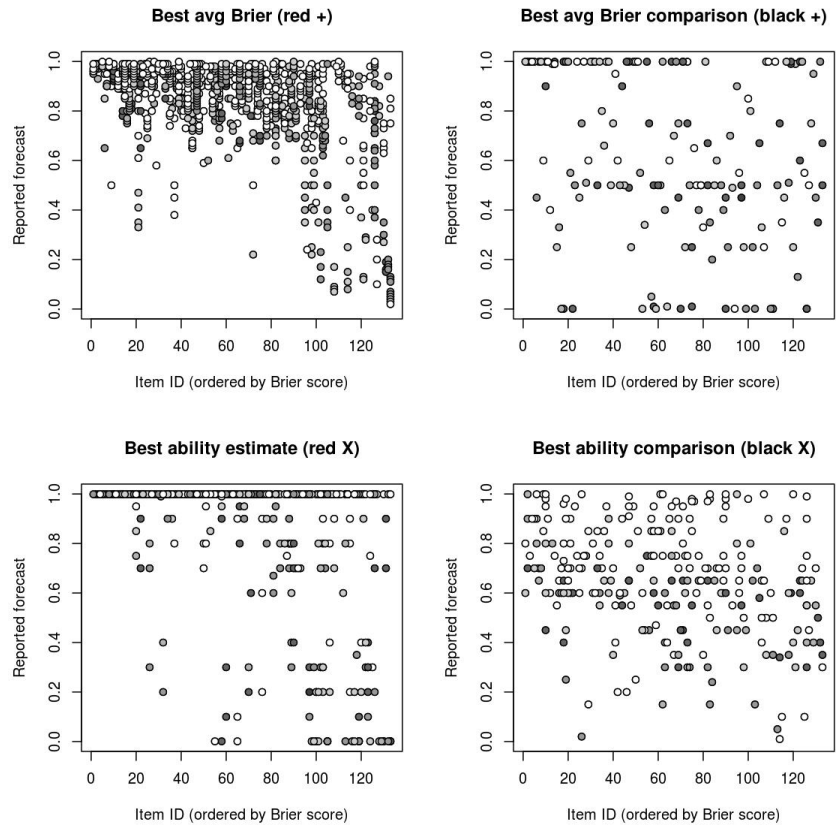 Best avg Brier (red +)
Best avg Brier comparison (black +)
Reported forecast
0.0 0.2 0.4 0.6 0.8 1.0
0 20 40 60 80 100 120
Item ID (ordered by Brier score)
Reported forecast
0.0 0.2 0.4 0.6 0.8 1.0
0 20 40 60 80 100 120
Item ID (ordered by Brier score)
Best ability estimate (red X)
Best ability comparison (black X)
Reported forecast
0.0 0.2 0.4 0.6 0.8 1.0
0 20 40 60 80 100 120
Item ID (ordered by Brier score)
Reported forecast
0.0 0.2 0.4 0.6 0.8 1.0
0 20 40 60 80 100 120
Item ID (ordered by Brier score)